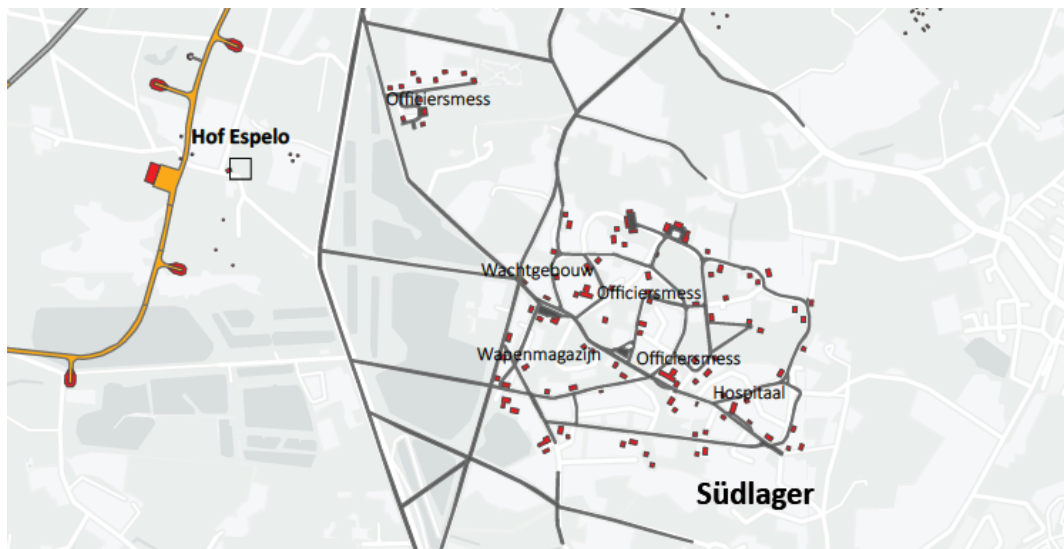 Officiersmess
Hof Espelo
Wachtgebouw
Officiersmess
Wapenmagazijn
Officiersmess
Hospitaal
Südlager